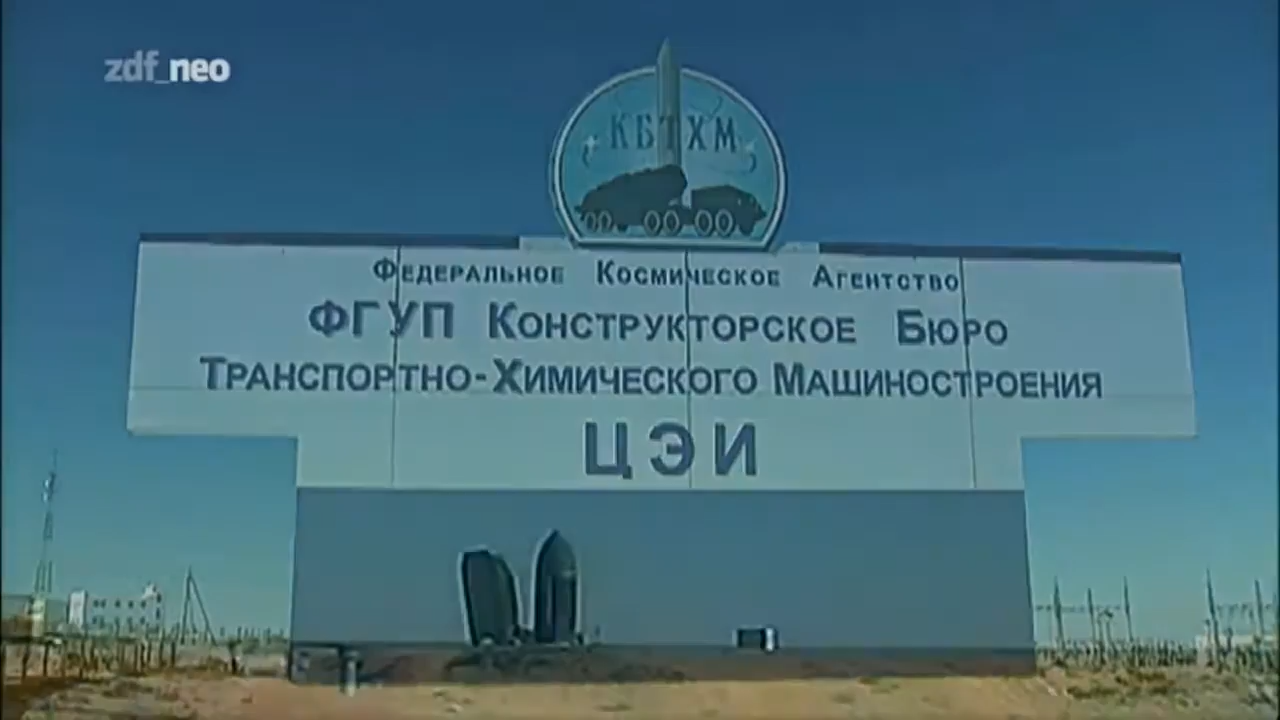 zdf_neo
КБТХМ
Федеральное Космическое Агентство
ФГУП Конструкторское Бюро
Транспортно-Химического Машиностроения
ЦЭИ